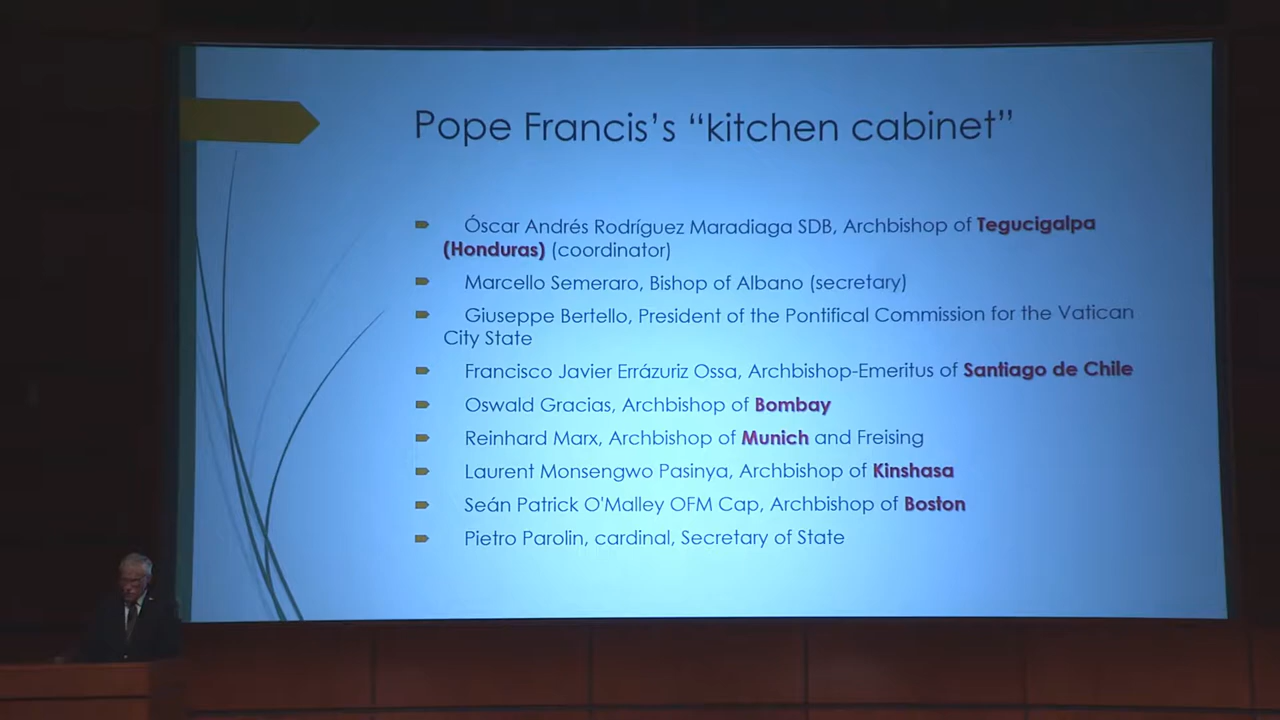 Pope Francis's “kitchen cabinet”
Óscar Andrés Rodríguez Maradiaga SDB, Archbishop of Tegucigalpa
(Honduras) (coordinator)
Marcello Semeraro, Bishop of Albano (secretary)
Giuseppe Bertello, President of the Pontifical Commission for the Vatican
City State
Francisco Javier Errázuriz Ossa, Archbishop-Emeritus of Santiago de Chile
Oswald Gracias, Archbishop of Bombay
Reinhard Marx, Archbishop of Munich and Freising
Laurent Monsengwo Pasinya, Archbishop of Kinshasa
Seán Patrick O'Malley OFM Cap, Archbishop of Boston
Pietro Parolin, cardinal, Secretary of State